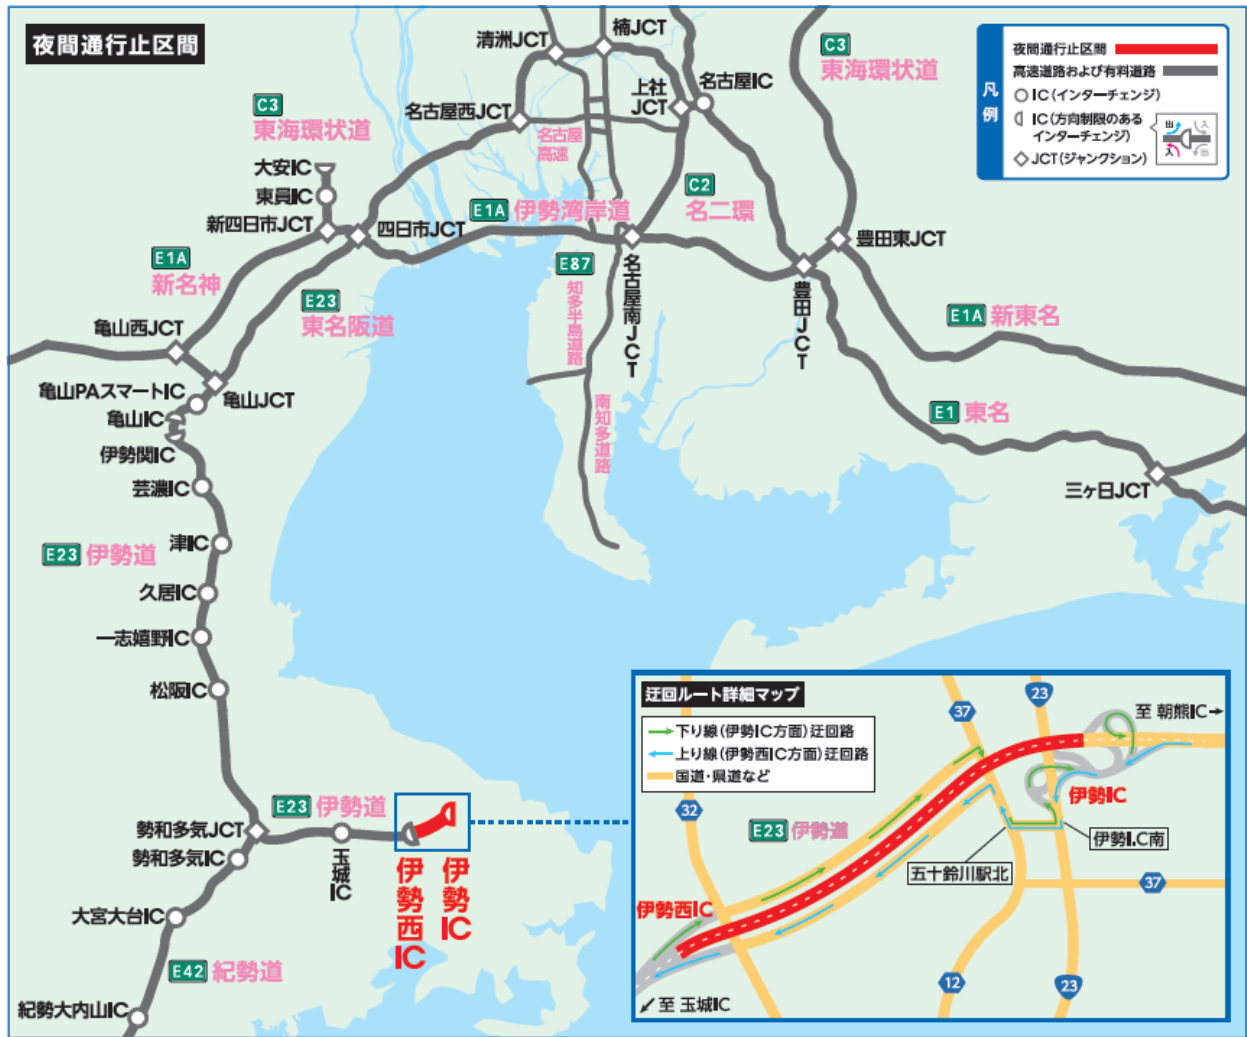 夜間通行止区間
凡例
夜間通行止区間
高速道路および有料道路
IC(インターチェンジ)
IC(方向制限のある
インターチェンジ)
出
入
入
出
JCT(ジャンクション)
清洲JCT
楠JCT
C3
東海環状道
上社
JCT
名古屋IC
名古屋西JCT
名古屋
高速
C3
東海環状道
大安IC
東員IC
新四日市JCT
四日市JCT
E1A 伊勢湾岸道
C2
名二環
豊田東JCT
E1A
新名神
E87
知多半島道路
名古屋南JCT
豊田JCT
E23
東名阪道
E1A 新東名
亀山西JCT
亀山PAスマートIC
亀山JCT
亀山IC
伊勢関IC
南知多道路
E1 東名
三ヶ日JCT
芸濃IC
E23 伊勢道
津IC
久居IC
一志嬉野IC
松阪IC
勢和多気JCT
E23 伊勢道
玉城IC
勢和多気IC
伊勢西IC
伊勢IC
大宮大台IC
E42 紀勢道
紀勢大内山IC
迂回ルート詳細マップ
下り線(伊勢IC方面)迂回路
上り線(伊勢西IC方面)迂回路
国道・県道など
37
23
至 朝熊IC→
32
E23 伊勢道
伊勢IC
伊勢I.C南
五十鈴川駅北
37
伊勢西IC
12
23
至 玉城IC